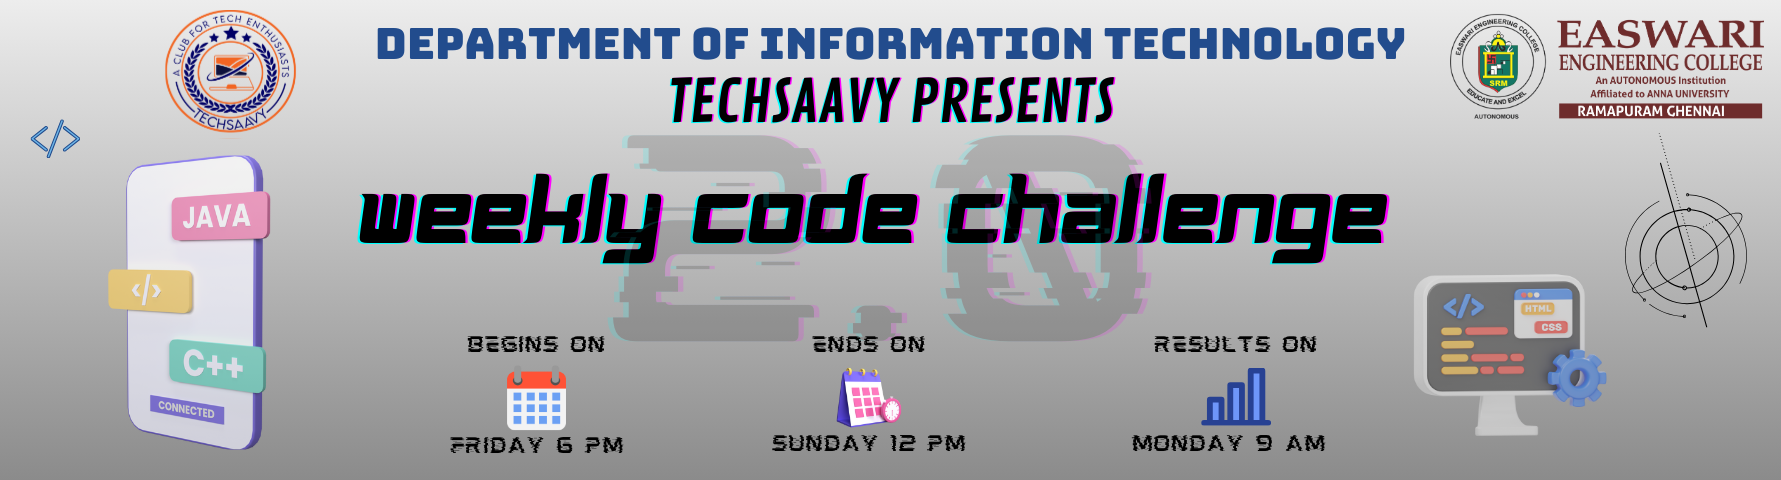 A CLUB FOR TECH ENTHUSIASTS
TECHSAAVY
DEPARTMENT OF INFORMATION TECHNOLOGY
TECHSAAVY PRESENTS
EASWARI ENGINEERING COLLEGE
SRM
EDUCATE AND EXCEL
AUTONOMOUS
EASWARI
ENGINEERING COLLEGE
An AUTONOMOUS Institution
Affiliated to ANNA UNIVERSITY
RAMAPURAM CHENNAI
</>
2.0
weekly code challenge
JAVA
</>
C++
CONNECTED
</>
HTML
CSS
BEGINS ON
FRIDAY 6 PM
ENDS ON
SUNDAY 12 PM
RESULTS ON
MONDAY 9 AM